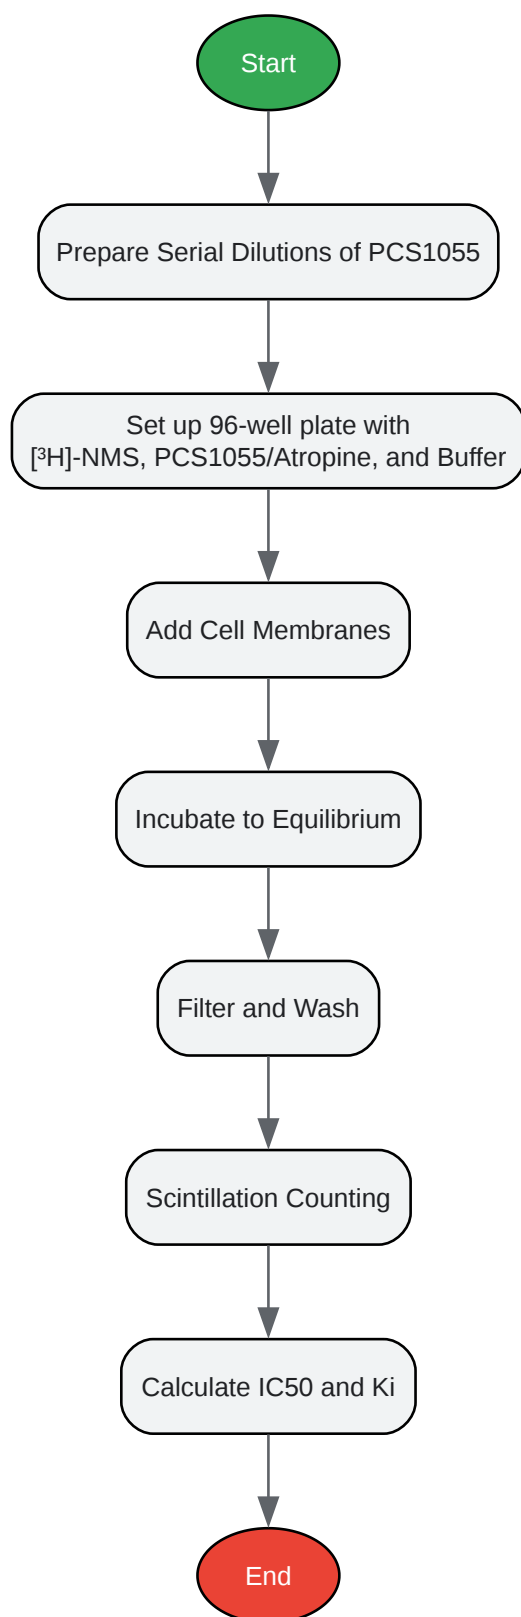 Start
Prepare Serial Dilutions of PCS1055
Set up 96-well plate with
[³H]-NMS, PCS1055/Atropine, and Buffer
Add Cell Membranes
Incubate to Equilibrium
Filter and Wash
Scintillation Counting
Calculate IC50 and Ki
End